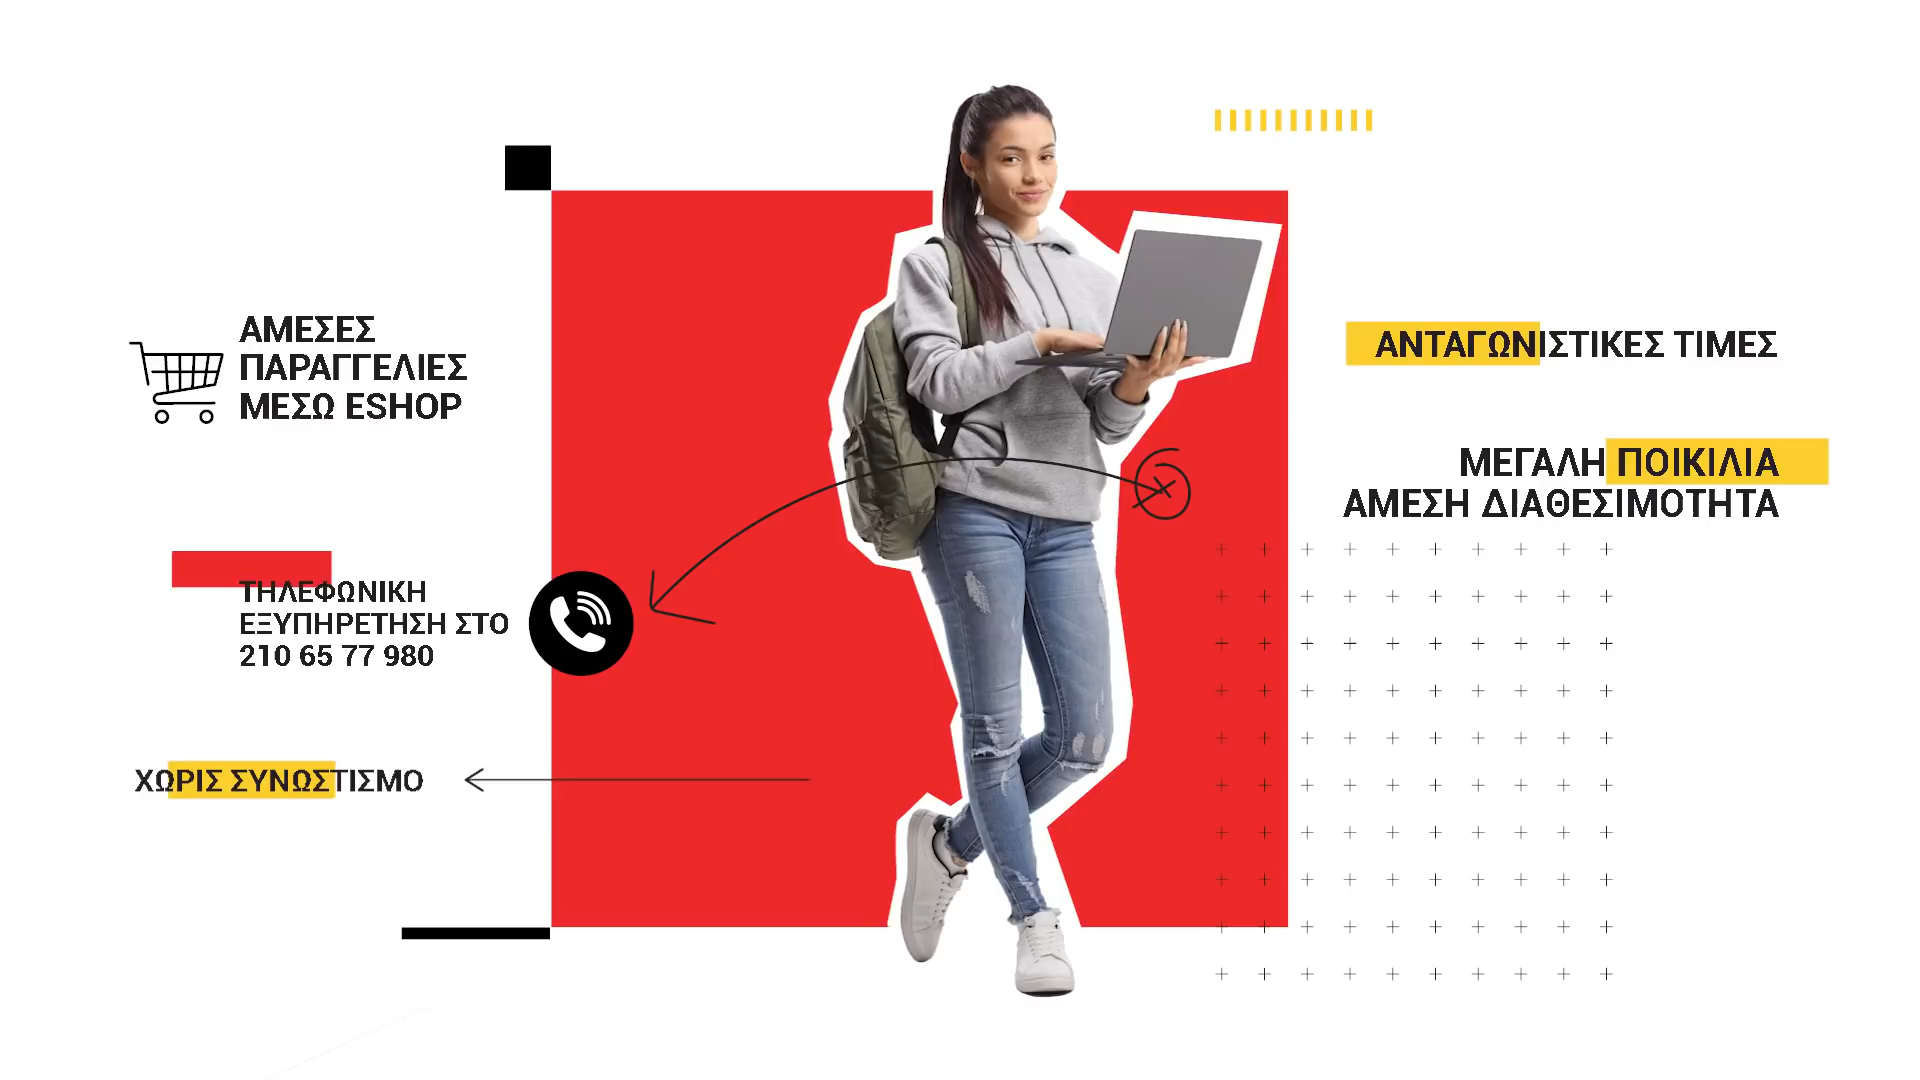 ΑΜΕΣΕΣ
ΠΑΡΑΓΓΕΛΙΕΣ
ΜΕΣΩ ESHOP
ΤΗΛΕΦΩΝΙΚΗ
ΕΞΥΠΗΡΕΤΗΣΗ ΣΤΟ
210 65 77 980
ΧΩΡΙΣ ΣΥΝΩΣΤΙΣΜΟ
ΑΝΤΑΓΩΝΙΣΤΙΚΕΣ ΤΙΜΕΣ
ΜΕΓΑΛΗ ΠΟΙΚΙΛΙΑ
ΑΜΕΣΗ ΔΙΑΘΕΣΙΜΟΤΗΤΑ